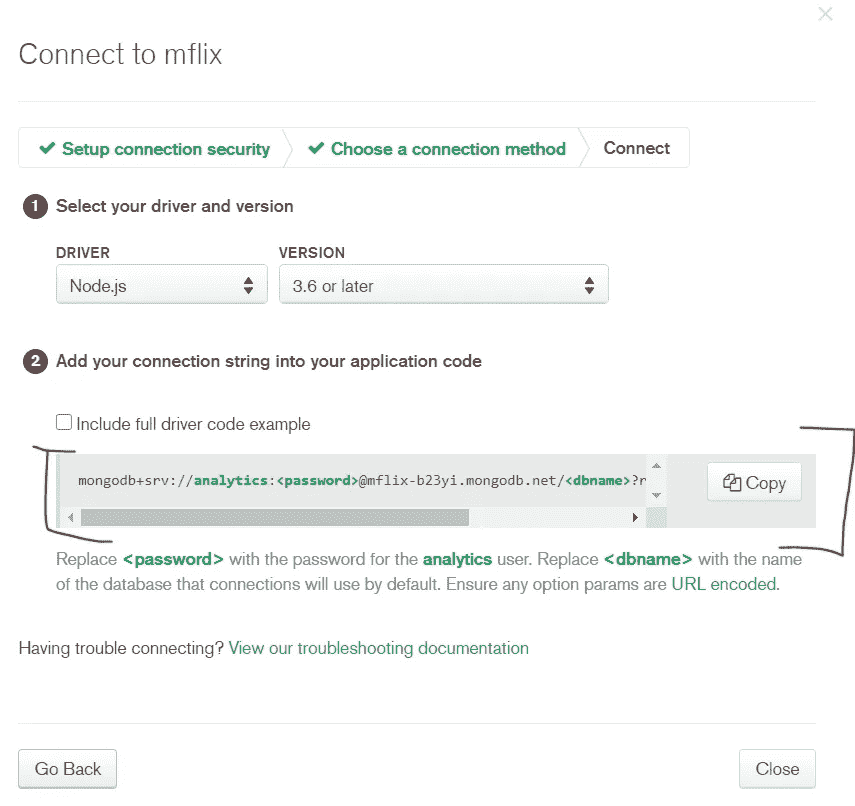 Connect to mflix
Setup connection security
Choose a connection method
Connect
1 Select your driver and version
DRIVER
VERSION
Node.js
3.6 or later
2 Add your connection string into your application code
Include full driver code example
mongodb+srv://analytics:<password>@mflix-b23yi.mongodb.net/<dbname>?r
Copy
Replace <password> with the password for the analytics user. Replace <dbname> with the name
of the database that connections will use by default. Ensure any option params are URL encoded.
Having trouble connecting? View our troubleshooting documentation
Go Back
Close